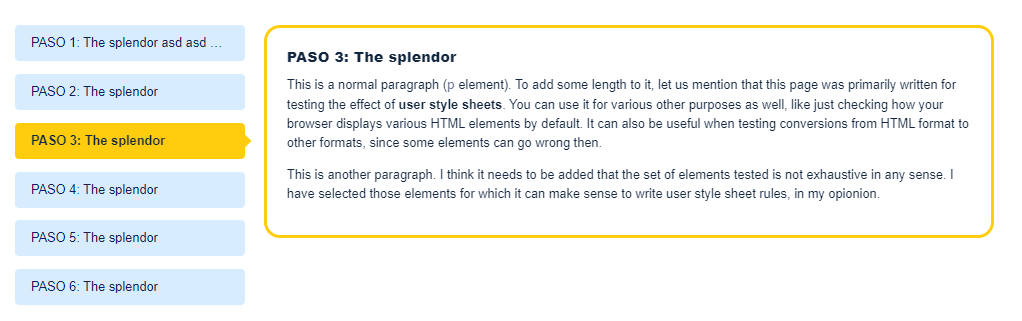 PASO 1: The splendor asd asd ...
PASO 2: The splendor
PASO 3: The splendor
PASO 4: The splendor
PASO 5: The splendor
PASO 6: The splendor
PASO 3: The splendor
This is a normal paragraph (p element). To add some length to it, let us mention that this page was primarily written for
testing the effect of user style sheets. You can use it for various other purposes as well, like just checking how your
browser displays various HTML elements by default. It can also be useful when testing conversions from HTML format to
other formats, since some elements can go wrong then.
This is another paragraph. I think it needs to be added that the set of elements tested is not exhaustive in any sense. I
have selected those elements for which it can make sense to write user style sheet rules, in my opionion.